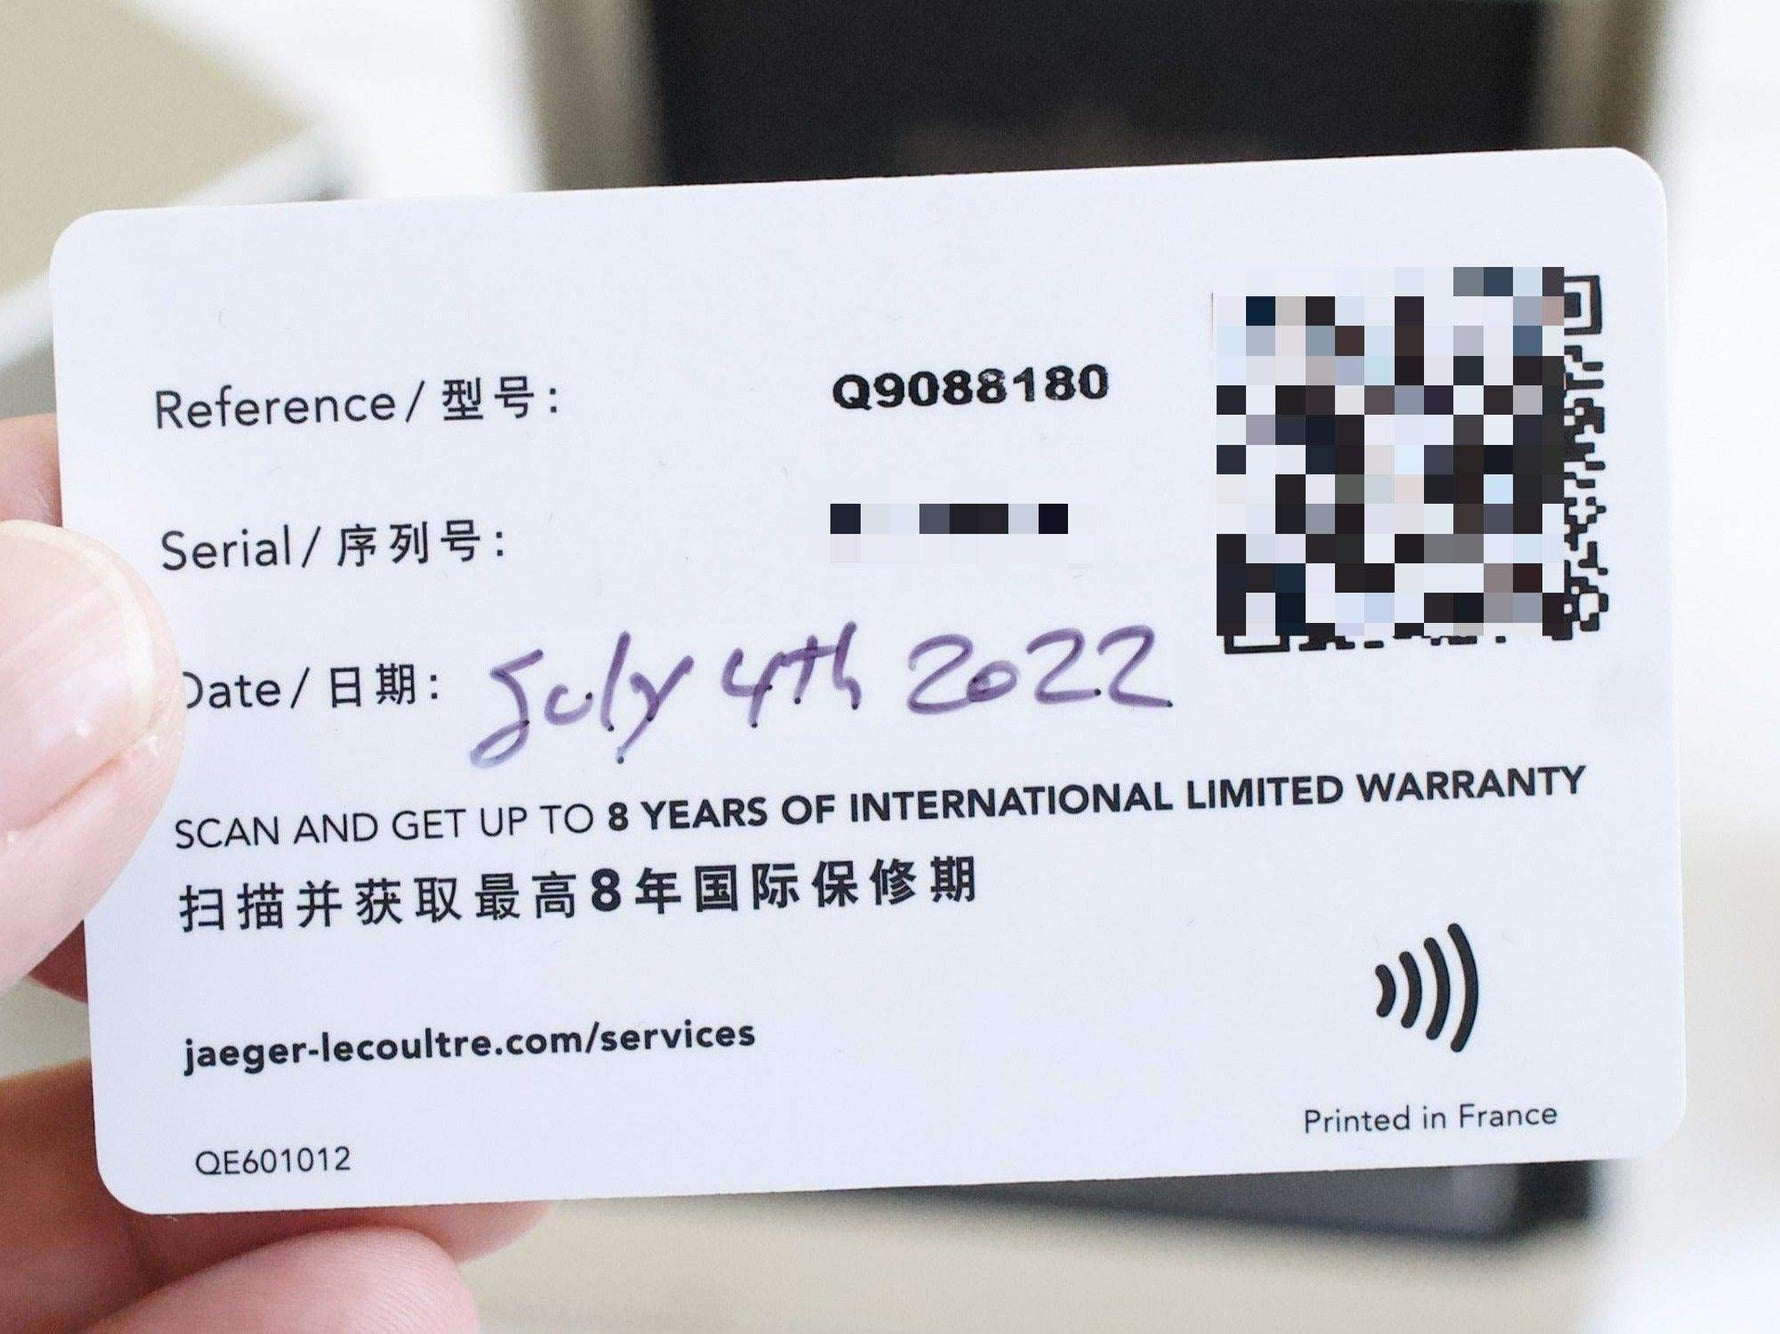 Reference / 型号: Q9088180
Serial / 序列号:
Date / 日期: July 4th 2022
SCAN AND GET UP TO 8 YEARS OF INTERNATIONAL LIMITED WARRANTY
扫描并获取最高8年国际保修期
jaeger-lecoultre.com/services
Printed in France
QE601012